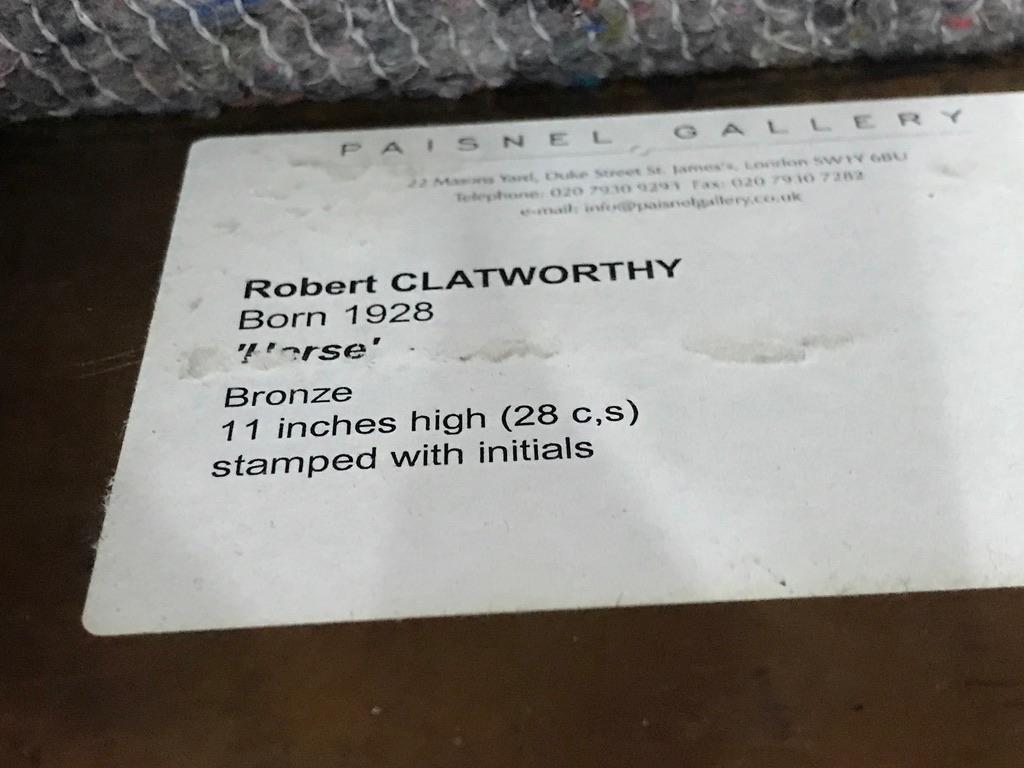 PAISNEL GALLERY
22 Masons Yard, Duke Street St. James's, London SW1Y 6BU
Telephone: 020 7930 9293 Fax: 020 7930 7282
e-mail: info@paisnelgallery.co.uk
Robert CLATWORTHY
Born 1928
'Horse'
Bronze
11 inches high (28 c,s)
stamped with initials